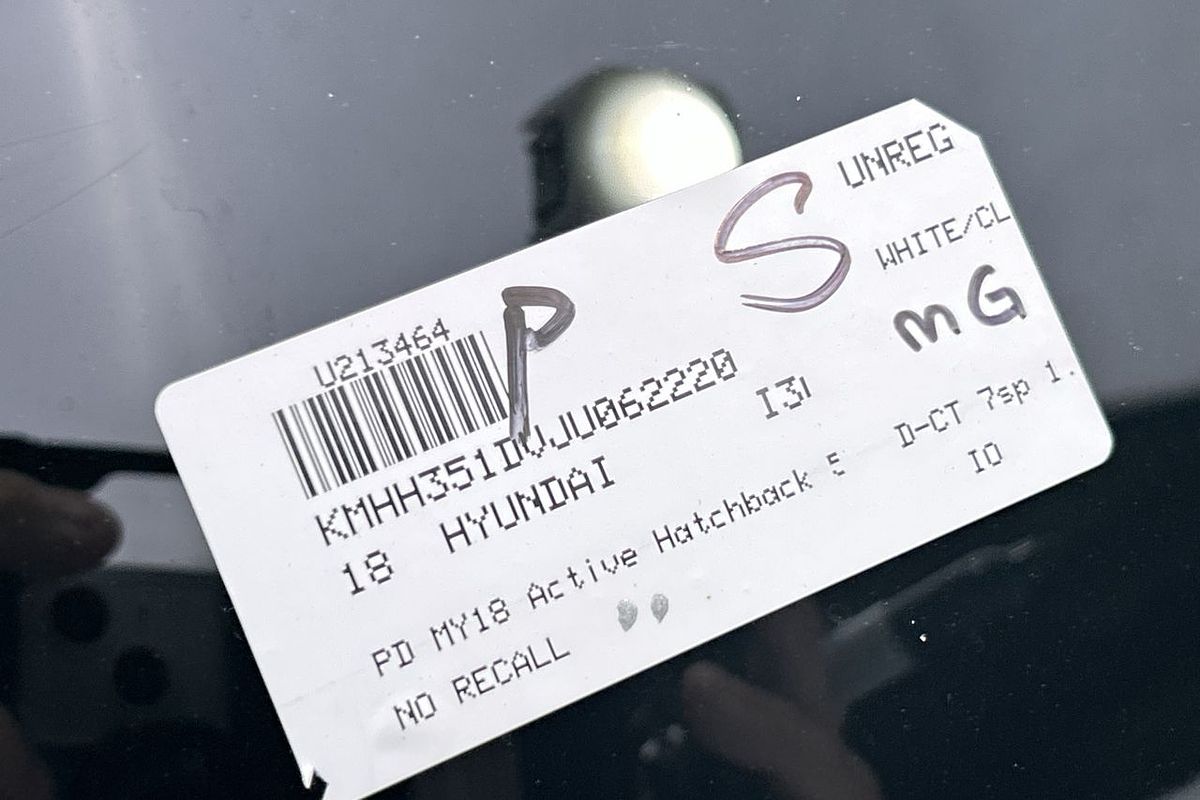 UNREG
S
WHITE/CL
MG
U213464
P
KMHH351DVJU062220
18 HYUNDAI I3
PD MY18 Active Hatchback 5 D-CT 7sp 1.
NO RECALL IO